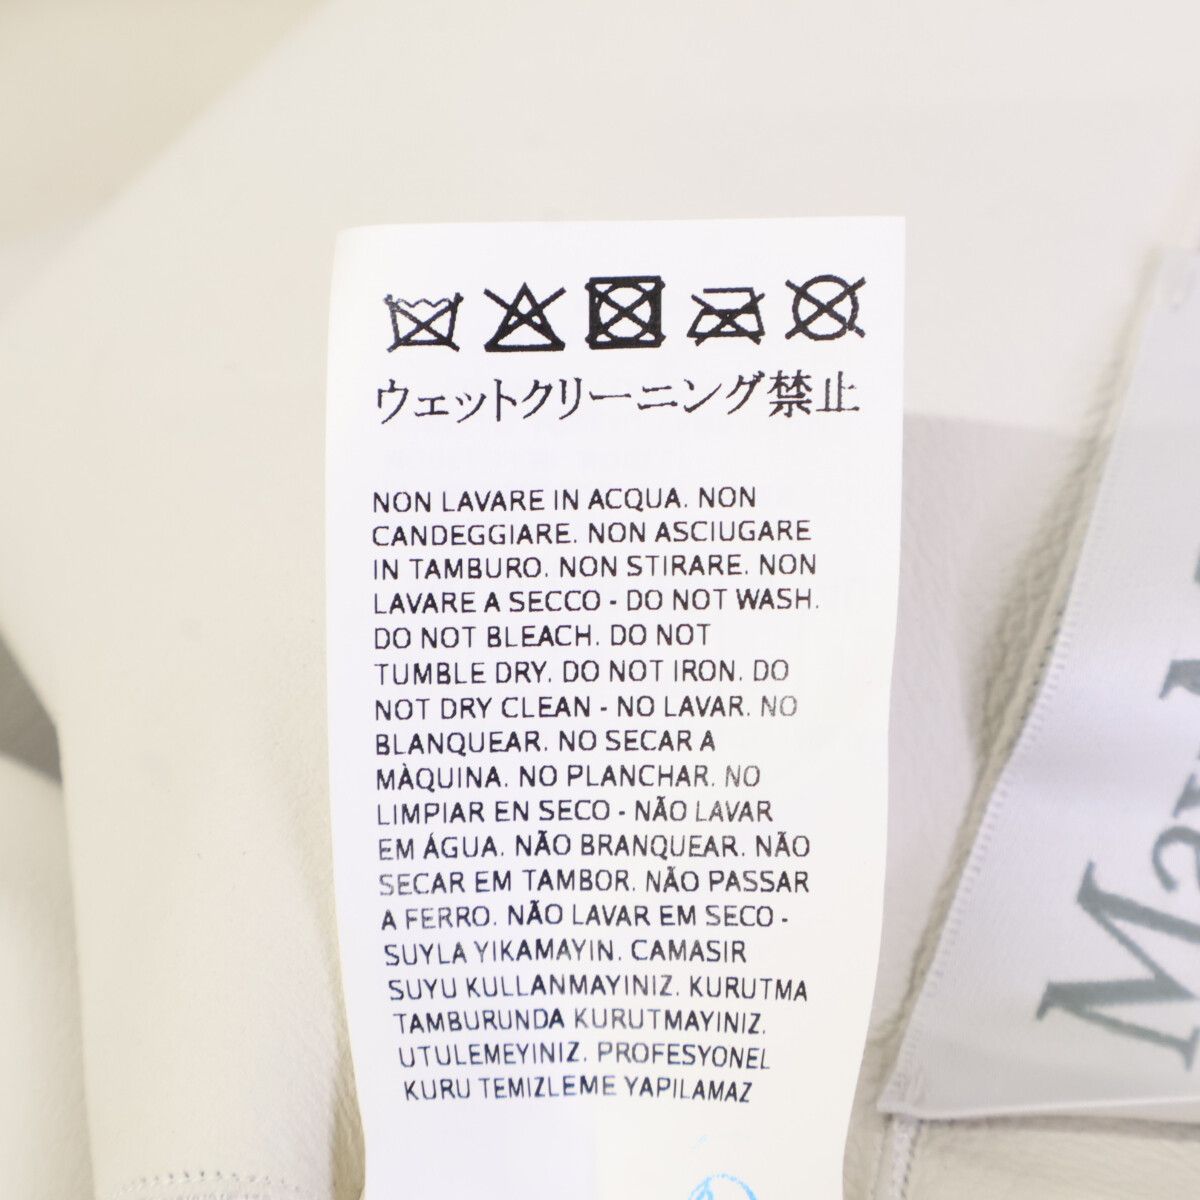 ウェットクリーニング禁止
NON LAVARE IN ACQUA. NON
CANDEGGIARE. NON ASCIUGARE
IN TAMBURO. NON STIRARE. NON
LAVARE A SECCO - DO NOT WASH.
DO NOT BLEACH. DO NOT
TUMBLE DRY. DO NOT IRON. DO
NOT DRY CLEAN - NO LAVAR. NO
BLANQUEAR. NO SECAR A
MÀQUINA. NO PLANCHAR. NO
LIMPIAR EN SECO - NÃO LAVAR
EM ÁGUA. NÃO BRANQUEAR. NÃO
SECAR EM TAMBOR. NÃO PASSAR
A FERRO. NÃO LAVAR EM SECO -
SUYLA YIKAMAYIN. CAMASIR
SUYU KULLANMAYINIZ. KURUTMA
TAMBURUNDA KURUTMAYINIZ.
UTULEMEYINIZ. PROFESYONEL
KURU TEMIZLEME YAPILAMAZ